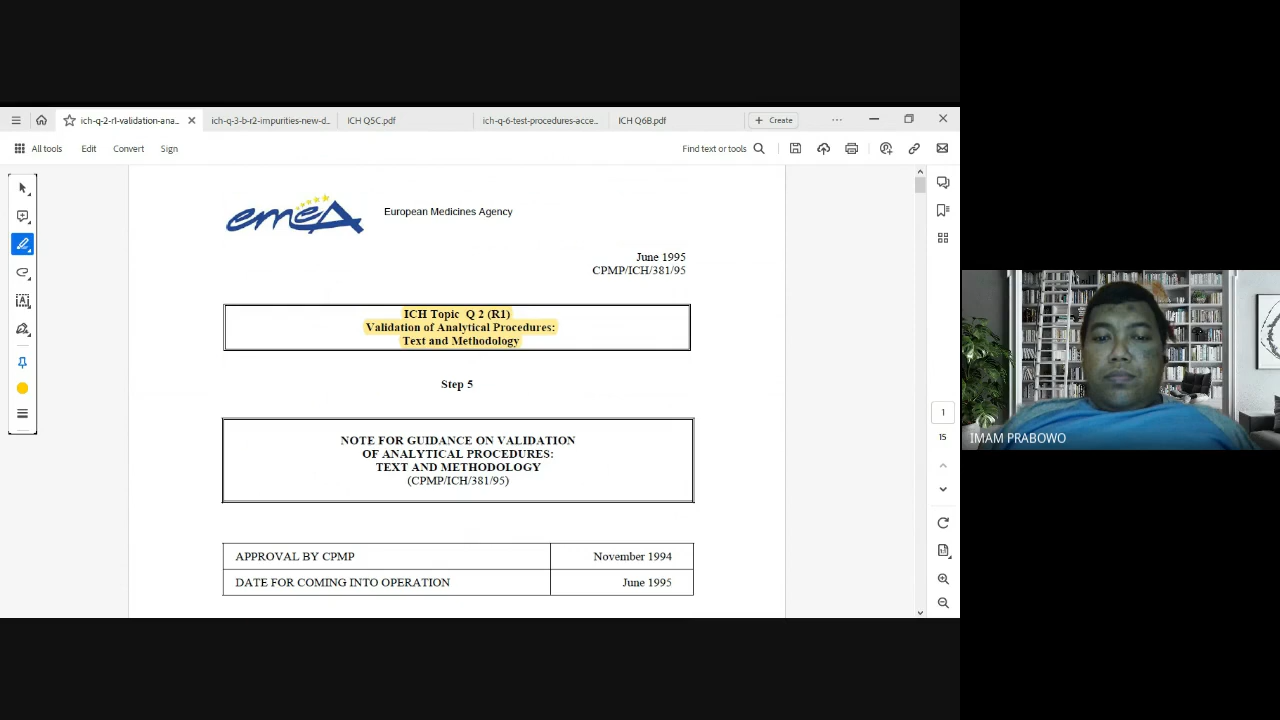 ich-q-2-r1-validation-ana...
ich-q-3-b-r2-impurities-new-d...
ICH Q5C.pdf
ich-q-6-test-procedures-acce...
ICH Q6B.pdf
Create
All tools
Edit
Convert
Sign
Find text or tools
emeA
European Medicines Agency
June 1995
CPMP/ICH/381/95
ICH Topic Q 2 (R1)
Validation of Analytical Procedures:
Text and Methodology
Step 5
NOTE FOR GUIDANCE ON VALIDATION
OF ANALYTICAL PROCEDURES:
TEXT AND METHODOLOGY
(CPMP/ICH/381/95)
APPROVAL BY CPMP
November 1994
DATE FOR COMING INTO OPERATION
June 1995
1
15
IMAM PRABOWO